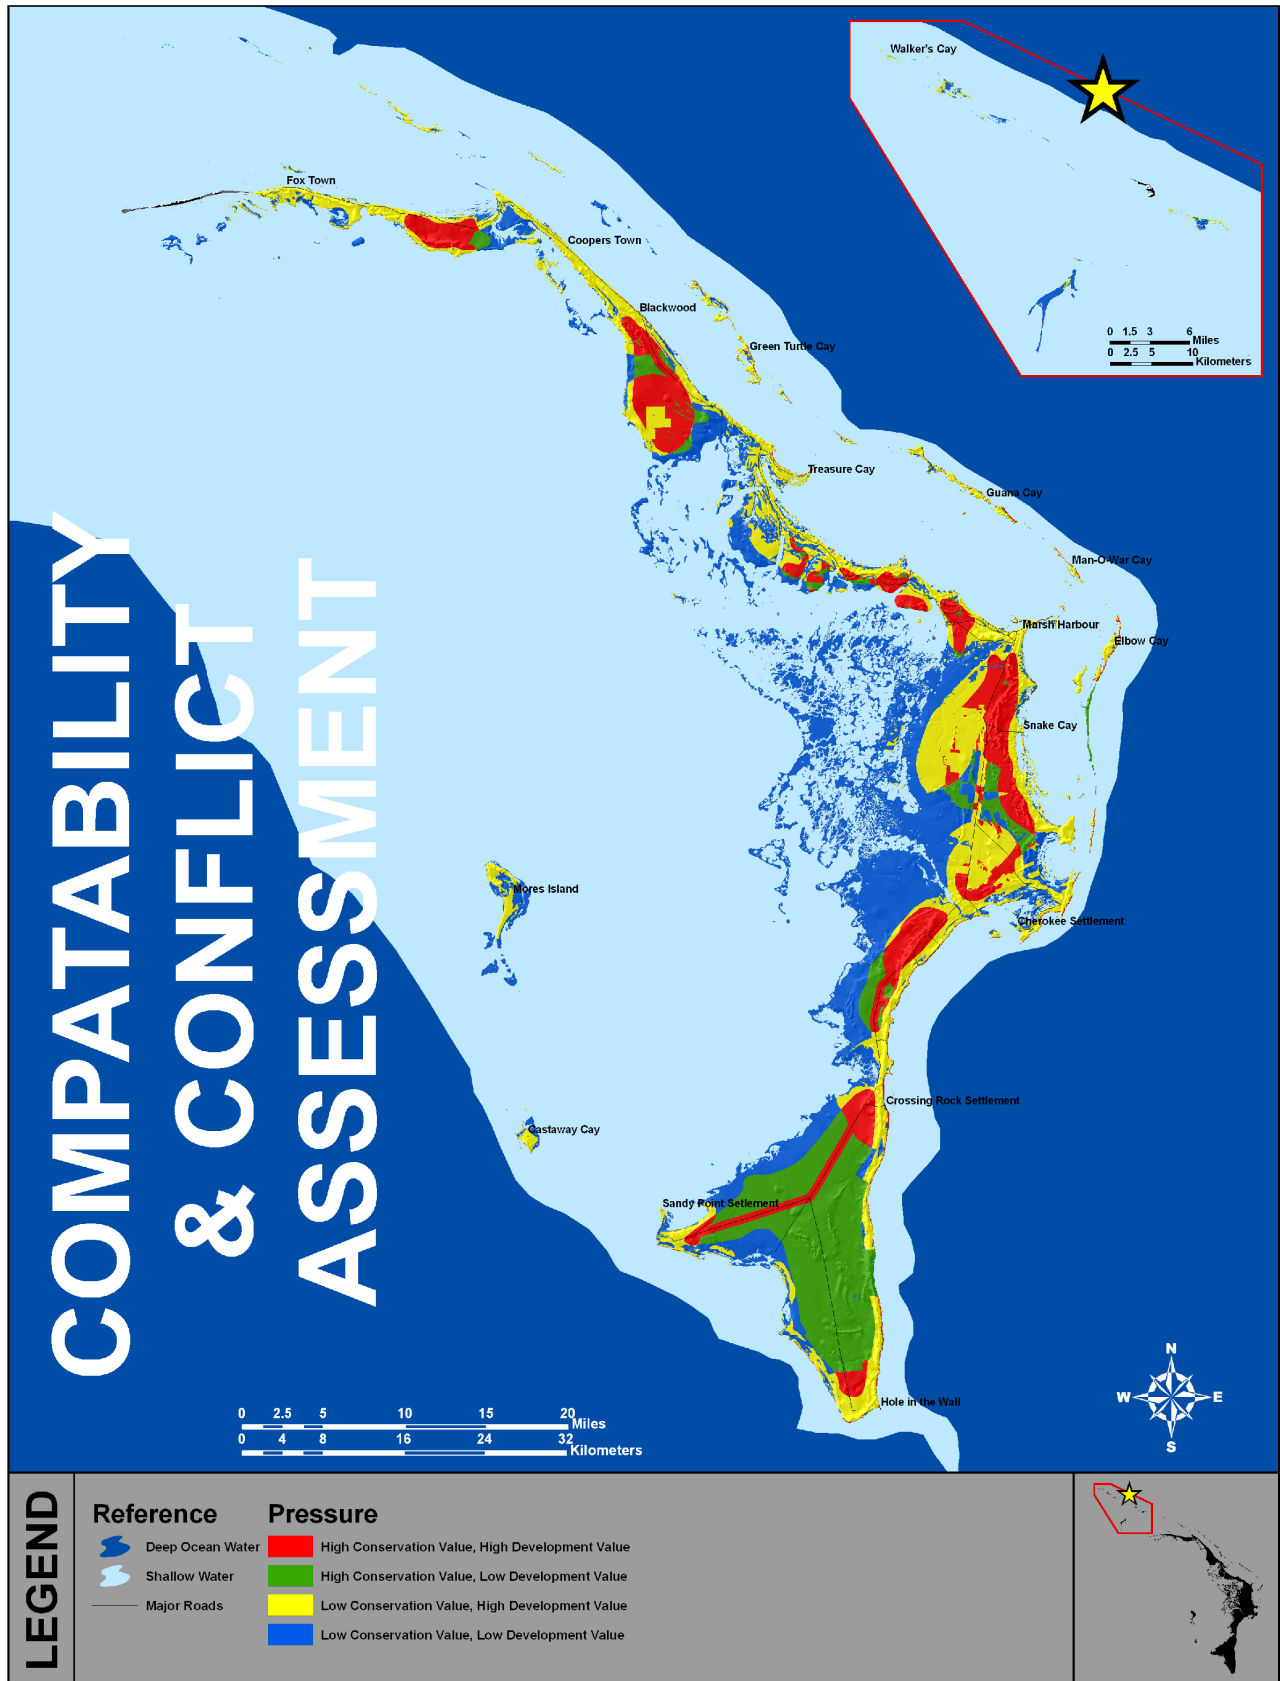 COMPATABILITY
& CONFLICT
ASSESSMENT
Walker's Cay
0 1.5 3 6
Miles
0 2.5 5 10
Kilometers
Fox Town
Coopers Town
Blackwood
Green Turtle Cay
Treasure Cay
Guana Cay
Man-O-War Cay
Marsh Harbour
Elbow Cay
Snake Cay
Mores Island
Cherokee Settlement
Crossing Rock Settlement
Castaway Cay
Sandy Point Setlement
Hole in the Wall
N
W E
S
0 2.5 5 10 15 20
Miles
0 4 8 16 24 32
Kilometers
LEGEND
Reference
Deep Ocean Water
Shallow Water
Major Roads
Pressure
High Conservation Value, High Development Value
High Conservation Value, Low Development Value
Low Conservation Value, High Development Value
Low Conservation Value, Low Development Value